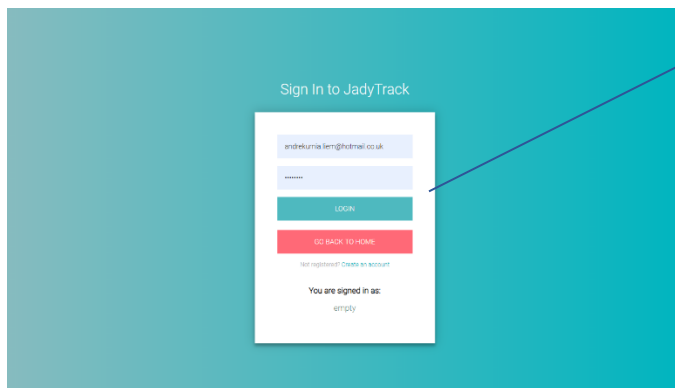 Sign In to JadyTrack
andrekurnia.liem@hotmail.co.uk
••••••••
LOGIN
GO BACK TO HOME
Not registered? Create an account
You are signed in as:
empty